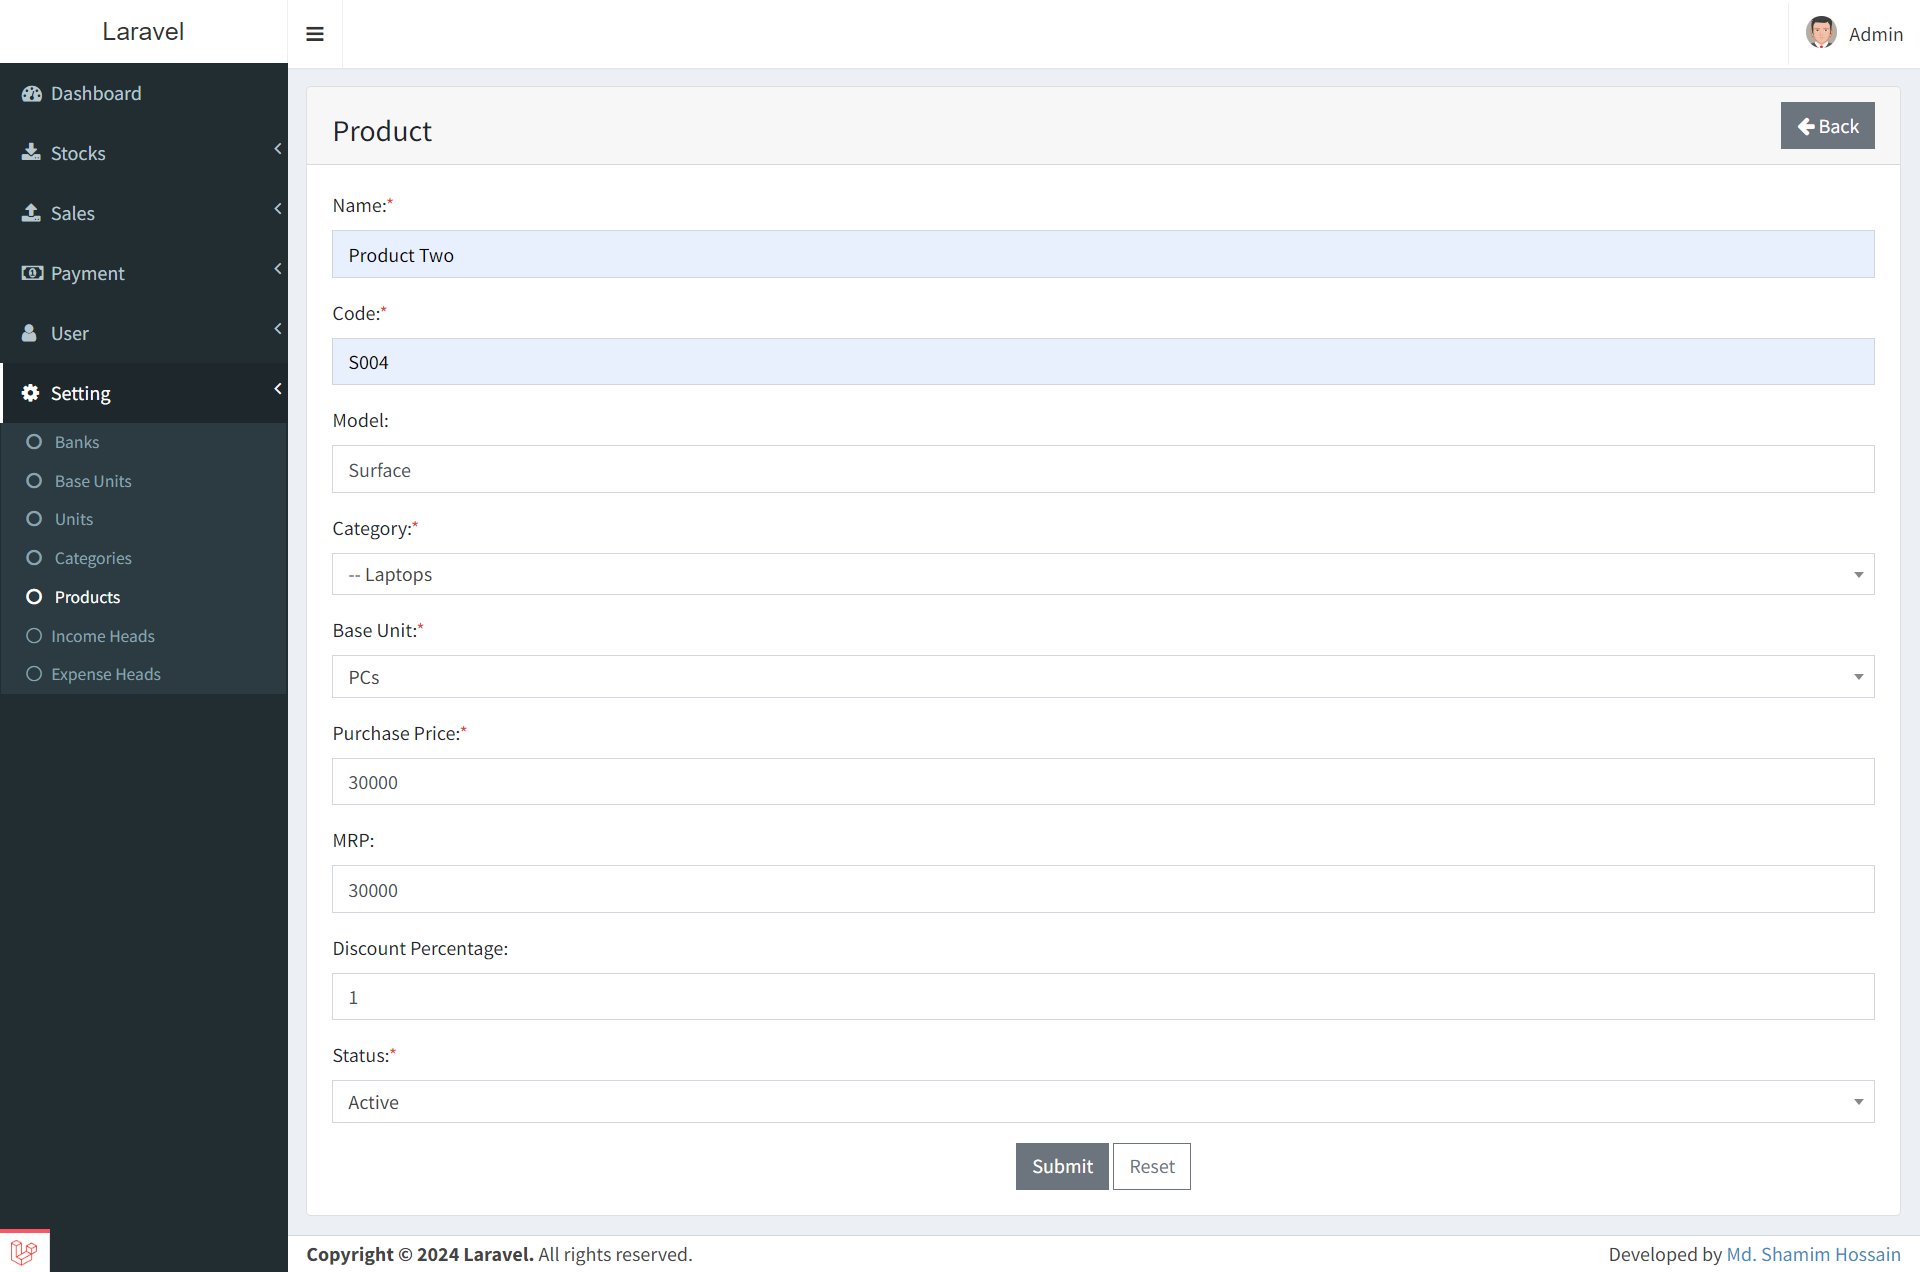 Laravel
Admin
Dashboard
Stocks
Sales
Payment
User
Setting
Banks
Base Units
Units
Categories
Products
Income Heads
Expense Heads
Product
Back
Name:*
Product Two
Code:*
S004
Model:
Surface
Category:*
-- Laptops
Base Unit:*
PCs
Purchase Price:*
30000
MRP:
30000
Discount Percentage:
1
Status:*
Active
Submit Reset
Copyright © 2024 Laravel. All rights reserved.
Developed by Md. Shamim Hossain